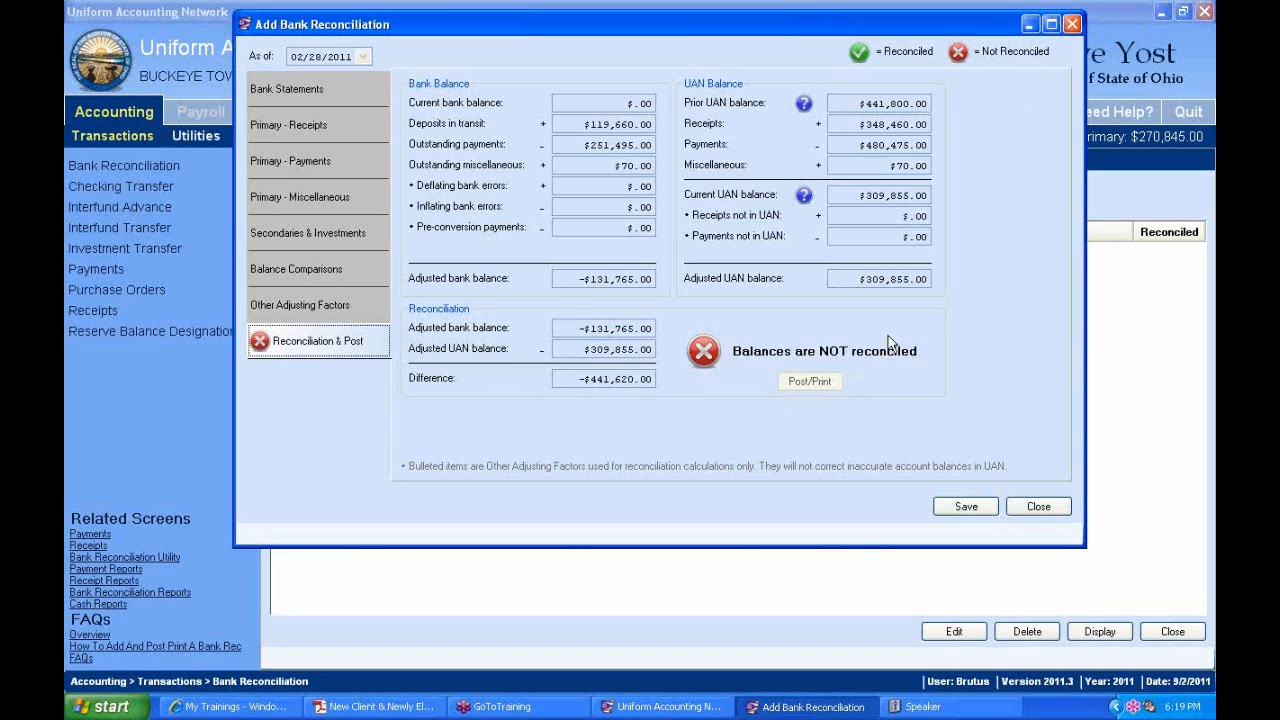 Uniform Accounting Network
Add Bank Reconciliation
Uniform A
BUCKEYE TOW
ve Yost
of State of Ohio
Accounting Payroll
eed Help? Quit
Transactions Utilities
rimary: $270,845.00
Bank Reconciliation
Checking Transfer
Interfund Advance
Interfund Transfer
Investment Transfer
Payments
Purchase Orders
Receipts
Reserve Balance Designation
As of: 02/28/2011
= Reconciled = Not Reconciled
Bank Statements
Primary - Receipts
Primary - Payments
Primary - Miscellaneous
Secondaries & Investments
Balance Comparisons
Other Adjusting Factors
Reconciliation & Post
Bank Balance
Current bank balance: $.00
Deposits in transit: + $119,660.00
Outstanding payments: - $251,495.00
Outstanding miscellaneous: + $70.00
• Deflating bank errors: + $.00
• Inflating bank errors: - $.00
• Pre-conversion payments: - $.00
Adjusted bank balance: -$131,765.00
UAN Balance
Prior UAN balance: ? $441,800.00
Receipts: + $348,460.00
Payments: - $480,475.00
Miscellaneous: + $70.00
Current UAN balance: ? $309,855.00
• Receipts not in UAN: + $.00
• Payments not in UAN: - $.00
Adjusted UAN balance: $309,855.00
Reconciliation
Adjusted bank balance: -$131,765.00
Adjusted UAN balance: - $309,855.00
Difference: -$441,620.00
Balances are NOT reconciled
Post/Print
• Bulleted items are Other Adjusting Factors used for reconciliation calculations only. They will not correct inaccurate account balances in UAN.
Save Close
Reconciled
Related Screens
Payments
Receipts
Bank Reconciliation Utility
Payment Reports
Receipt Reports
Bank Reconciliation Reports
Cash Reports
FAQs
Overview
How To Add And Post Print A Bank Rec
FAQs
Edit Delete Display Close
Accounting > Transactions > Bank Reconciliation
User: Brutus Version 2011.3 Year: 2011 Date: 9/2/2011
start My Trainings - Windo... New Client & Newly El... GoToTraining Uniform Accounting N... Add Bank Reconciliation Speaker 6:19 PM